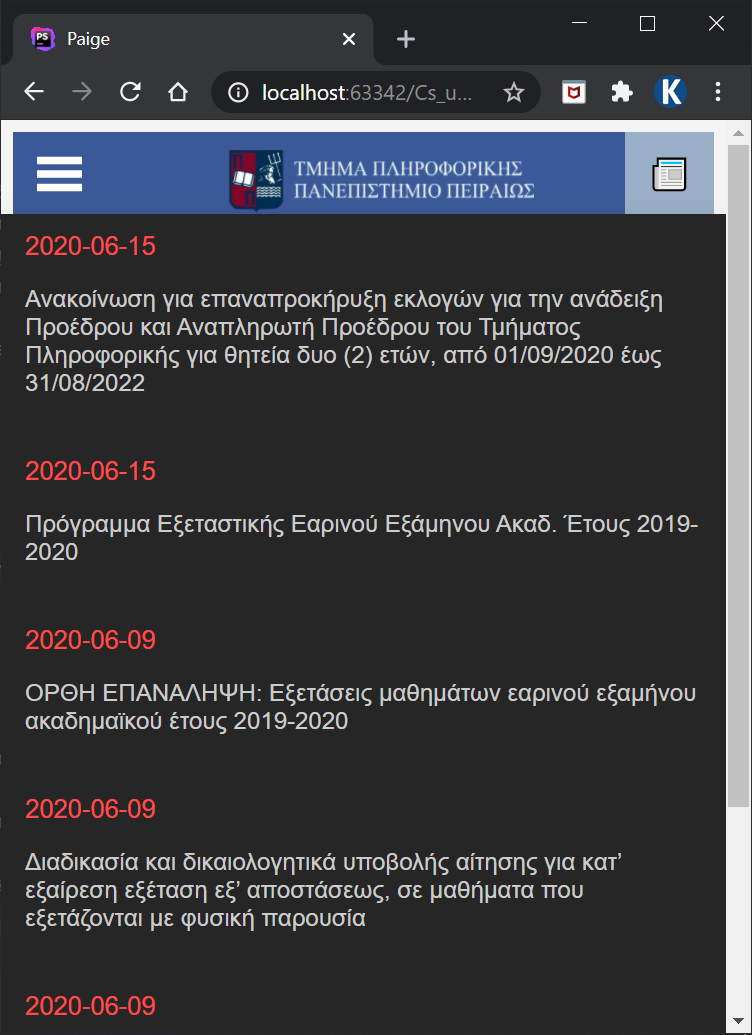 Paige
localhost:63342/Cs_u...
ΤΜΗΜΑ ΠΛΗΡΟΦΟΡΙΚΗΣ
ΠΑΝΕΠΙΣΤΗΜΙΟ ΠΕΙΡΑΙΩΣ
2020-06-15
Ανακοίνωση για επαναπροκήρυξη εκλογών για την ανάδειξη
Προέδρου και Αναπληρωτή Προέδρου του Τμήματος
Πληροφορικής για θητεία δυο (2) ετών, από 01/09/2020 έως
31/08/2022
2020-06-15
Πρόγραμμα Εξεταστικής Εαρινού Εξάμηνου Ακαδ. Έτους 2019-
2020
2020-06-09
ΟΡΘΗ ΕΠΑΝΑΛΗΨΗ: Εξετάσεις μαθημάτων εαρινού εξαμήνου
ακαδημαϊκού έτους 2019-2020
2020-06-09
Διαδικασία και δικαιολογητικά υποβολής αίτησης για κατ’
εξαίρεση εξέταση εξ’ αποστάσεως, σε μαθήματα που
εξετάζονται με φυσική παρουσία
2020-06-09